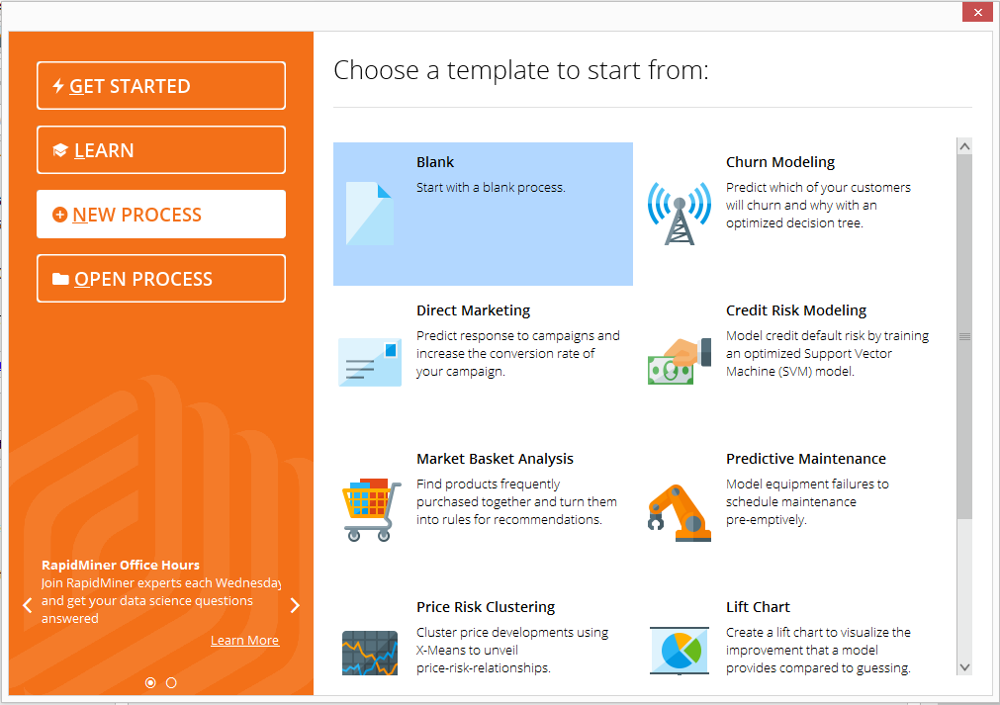 GET STARTED
LEARN
NEW PROCESS
OPEN PROCESS
RapidMiner Office Hours
Join RapidMiner experts each Wednesday
and get your data science questions
answered
Learn More
Choose a template to start from:
Blank
Start with a blank process.
Churn Modeling
Predict which of your customers
will churn and why with an
optimized decision tree.
Direct Marketing
Predict response to campaigns and
increase the conversion rate of
your campaign.
Credit Risk Modeling
Model credit default risk by training
an optimized Support Vector
Machine (SVM) model.
Market Basket Analysis
Find products frequently
purchased together and turn them
into rules for recommendations.
Predictive Maintenance
Model equipment failures to
schedule maintenance
pre-emptively.
Price Risk Clustering
Cluster price developments using
X-Means to unveil
price-risk-relationships.
Lift Chart
Create a lift chart to visualize the
improvement that a model
provides compared to guessing.